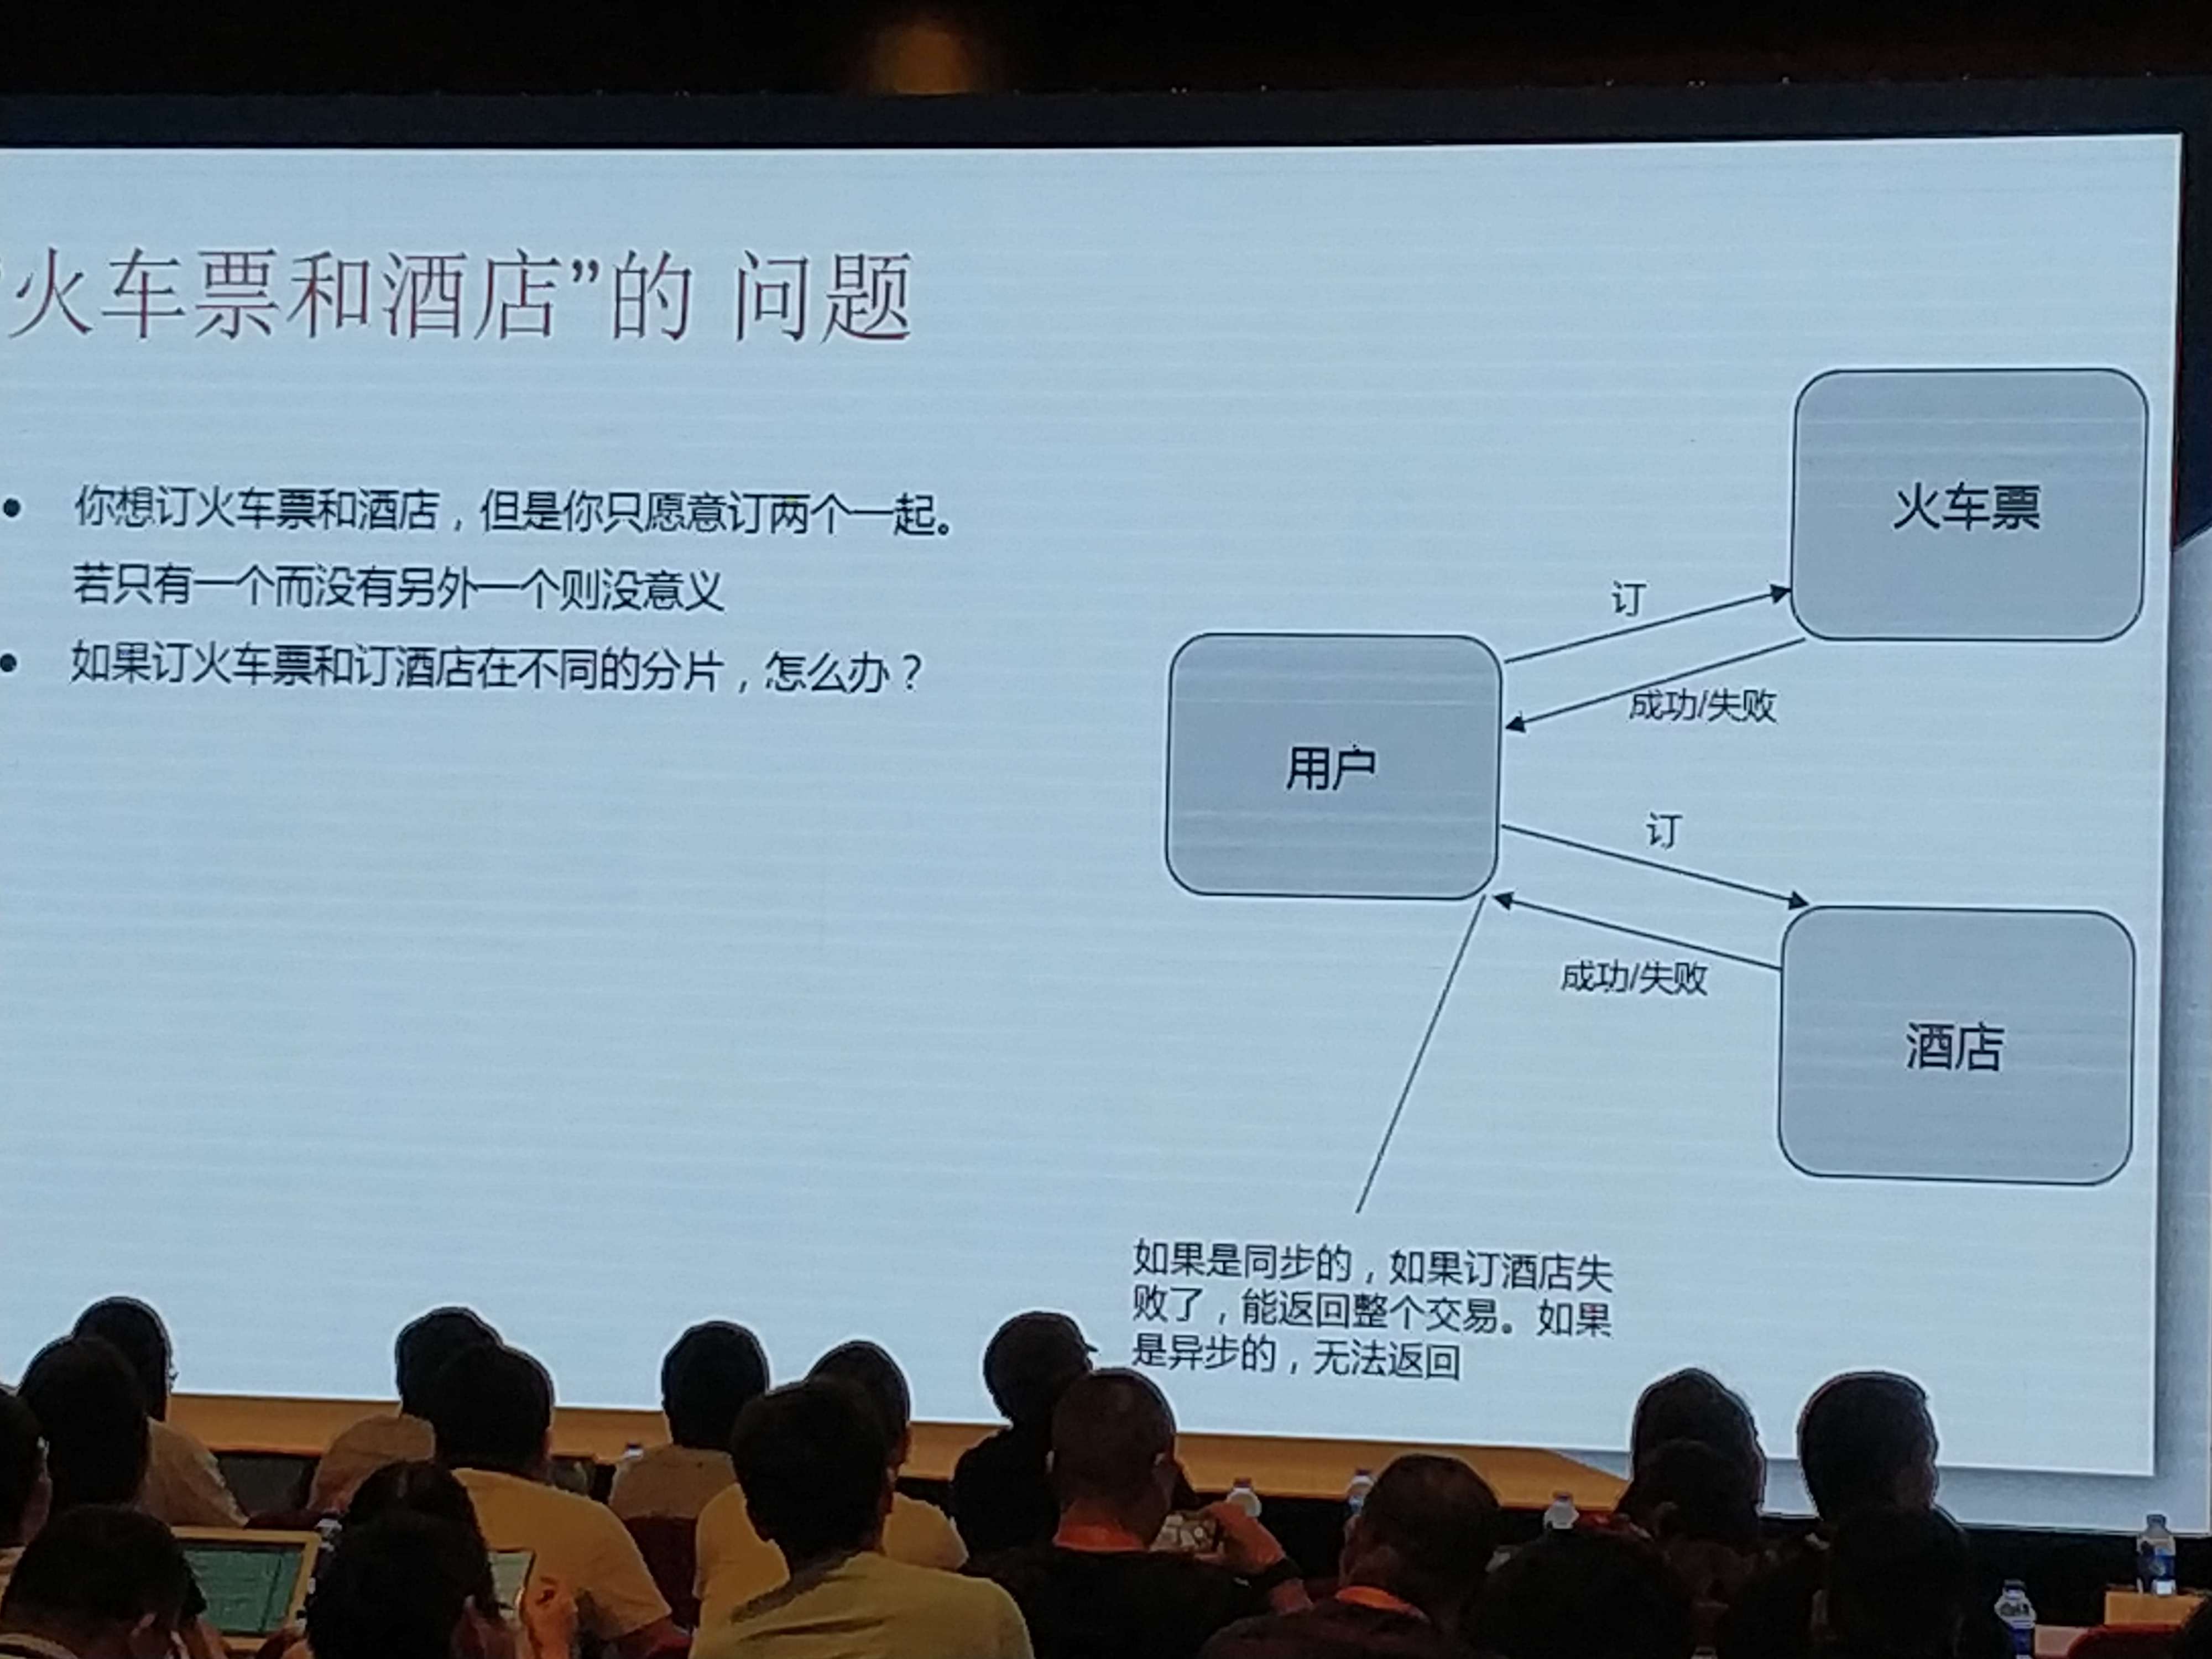 “火车票和酒店”的 问题
你想订火车票和酒店，但是你只愿意订两个一起。
若只有一个而没有另外一个则没意义
如果订火车票和订酒店在不同的分片，怎么办？
火车票
订
成功/失败
用户
订
成功/失败
酒店
如果是同步的，如果订酒店失
败了，能返回整个交易。如果
是异步的，无法返回